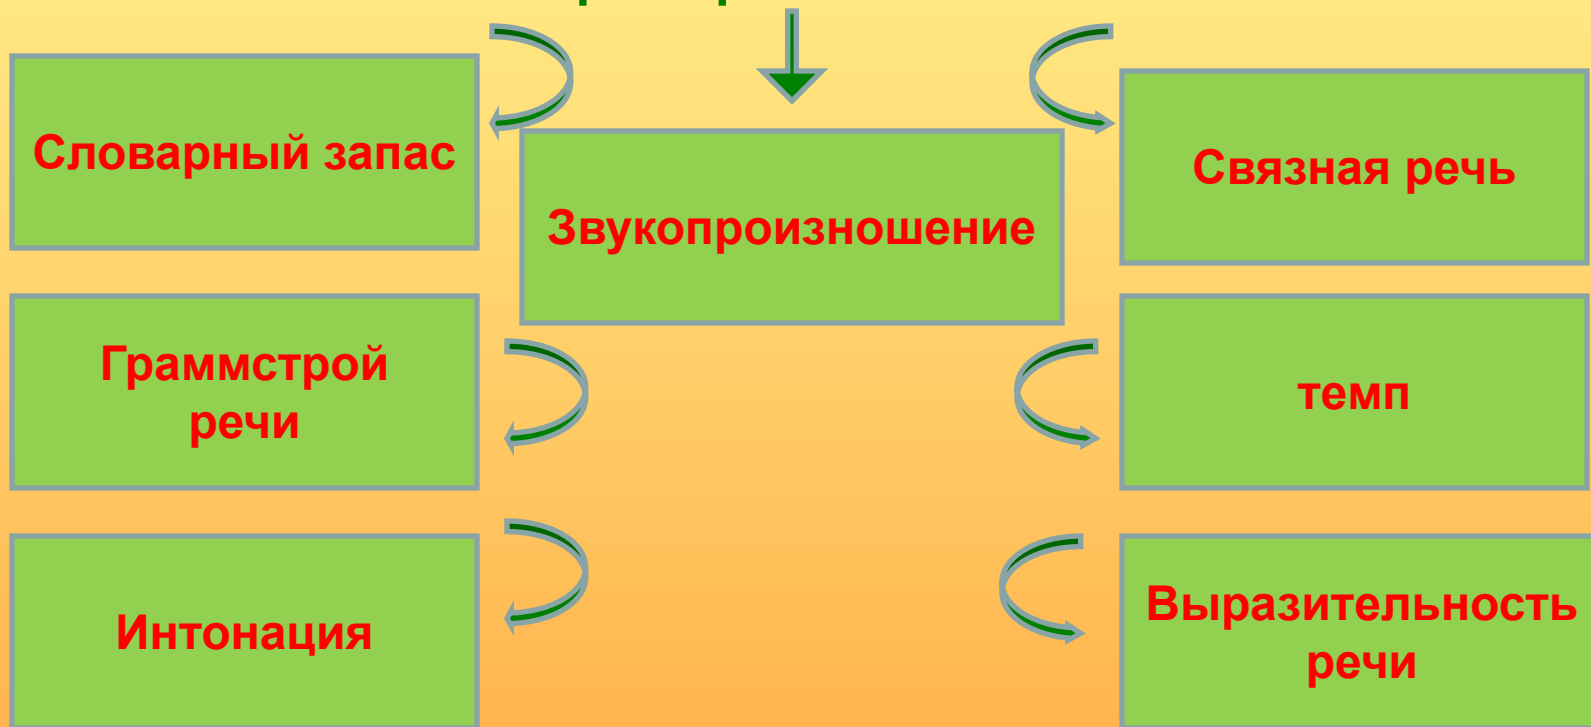 Словарный запас
Звукопроизношение
Связная речь
Граммстрой
речи
темп
Интонация
Выразительность
речи